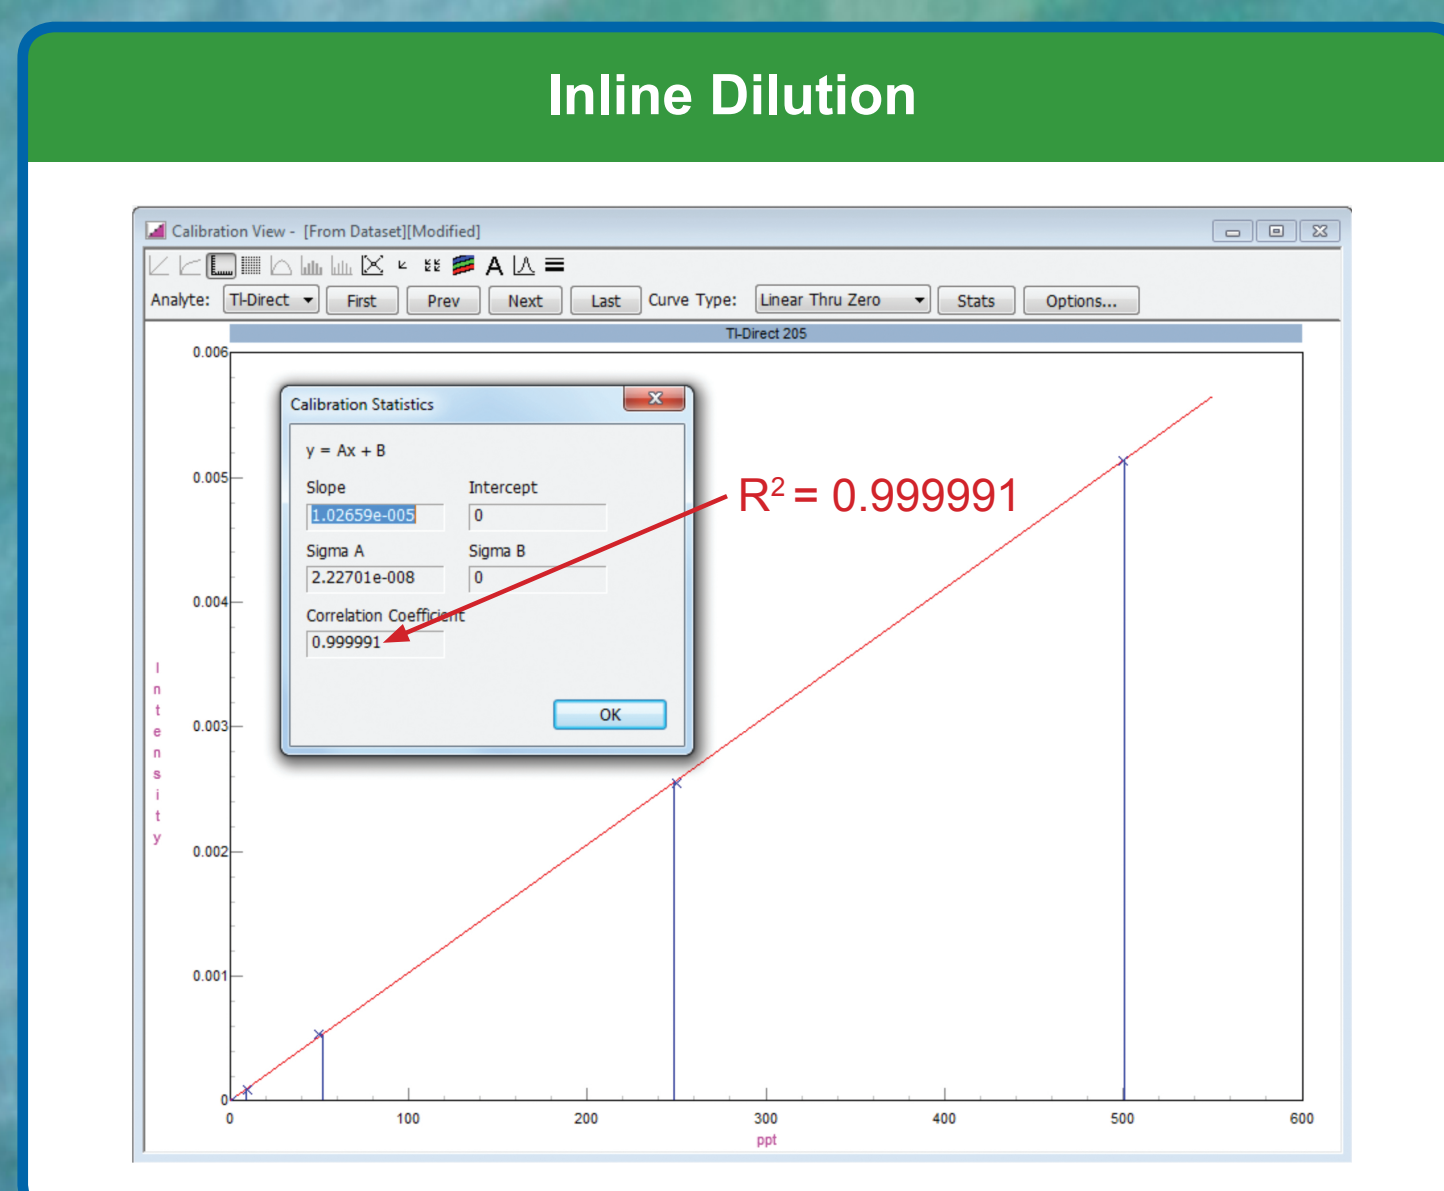 Inline Dilution
Calibration View - [From Dataset][Modified]
Analyte: Tl-Direct First Prev Next Last Curve Type: Linear Thru Zero Stats Options...
Tl-Direct 205
0.006
0.005
0.004
0.003
0.002
0.001
0
Intensity
Calibration Statistics
y = Ax + B
Slope Intercept
1.02659e-005 0
Sigma A Sigma B
2.22701e-008 0
Correlation Coefficient
0.999991
OK
R² = 0.999991
0 100 200 300 400 500 600
ppt